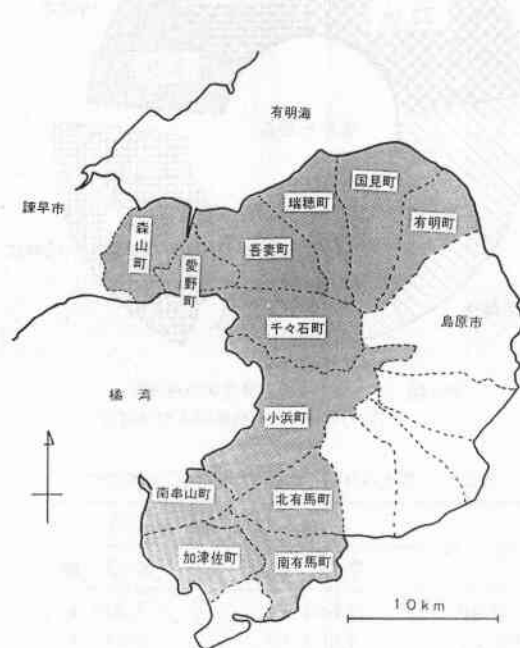 有明海
諫早市
森山町
愛野町
吾妻町
瑞穂町
国見町
有明町
千々石町
島原市
橘湾
小浜町
南串山町
北有馬町
加津佐町
南有馬町
10km